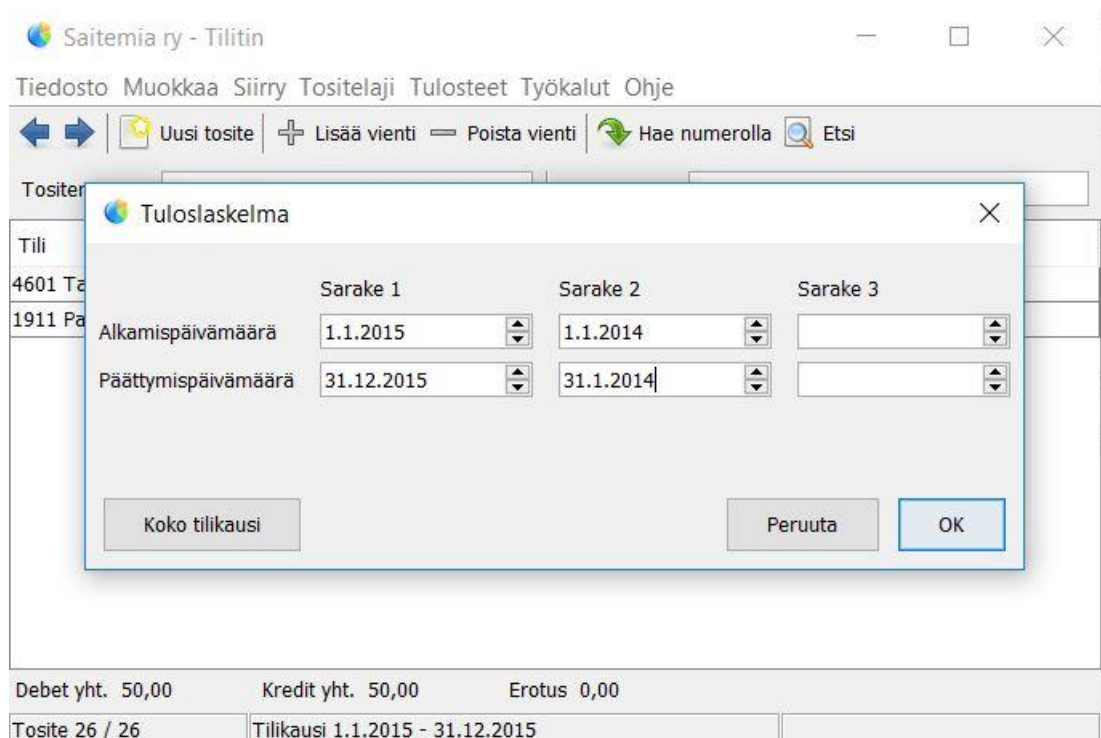 Saitemia ry - Tilitin
Tiedosto Muokkaa Siirry Tositelaji Tulosteet Työkalut Ohje
Uusi tosite Lisää vienti Poista vienti Hae numerolla Etsi
Tuloslaskelma
Tili
4601
1911
Sarake 1 Sarake 2 Sarake 3
Alkamispäivämäärä 1.1.2015 1.1.2014
Päättymispäivämäärä 31.12.2015 31.1.2014
Koko tilikausi Peruuta OK
Debet yht. 50,00 Kredit yht. 50,00 Erotus 0,00
Tosite 26 / 26 Tilikausi 1.1.2015 - 31.12.2015